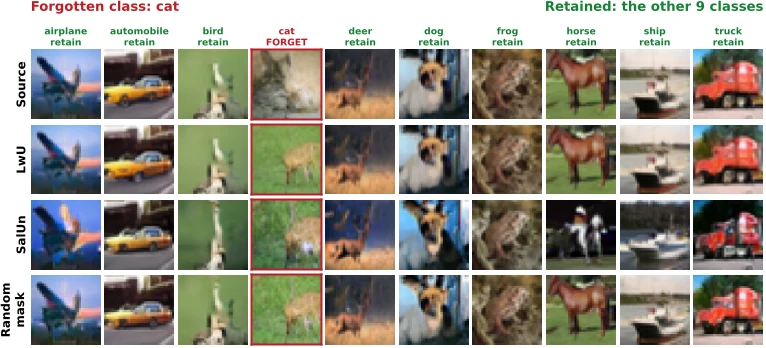 Forgotten class: cat
Retained: the other 9 classes
airplane
retain
automobile
retain
bird
retain
cat
FORGET
deer
retain
dog
retain
frog
retain
horse
retain
ship
retain
truck
retain
Source
LwU
SalUn
Random
mask